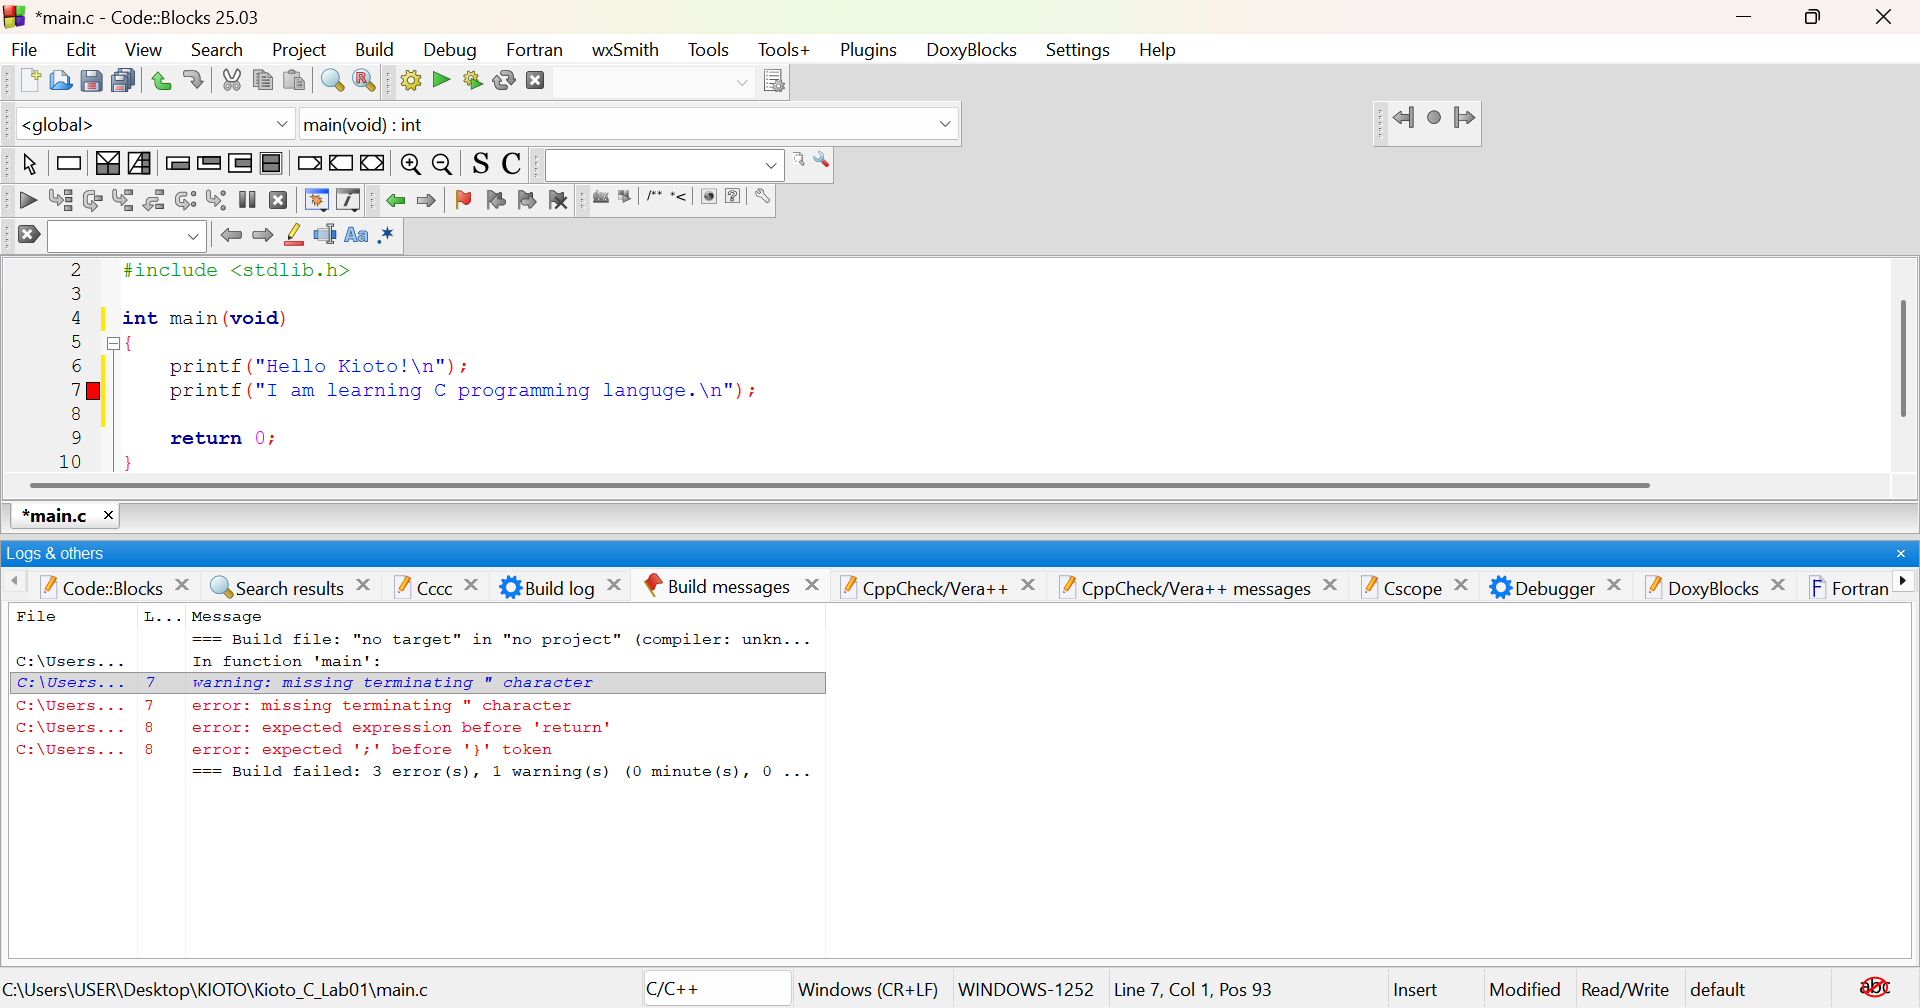 *main.c - Code::Blocks 25.03
File Edit View Search Project Build Debug Fortran wxSmith Tools Tools+ Plugins DoxyBlocks Settings Help
<global> main(void) : int
S C
/** *<
Aa .*
2 #include <stdlib.h>
3
4 int main(void)
5 {
6 printf("Hello Kioto!\n");
7 printf("I am learning C programming languge.\n");
8
9 return 0;
10 }
*main.c
Logs & others
Code::Blocks Search results Cccc Build log Build messages CppCheck/Vera++ CppCheck/Vera++ messages Cscope Debugger DoxyBlocks Fortran
File L... Message
=== Build file: "no target" in "no project" (compiler: unkn...
C:\Users... In function 'main':
C:\Users... 7 warning: missing terminating " character
C:\Users... 7 error: missing terminating " character
C:\Users... 8 error: expected expression before 'return'
C:\Users... 8 error: expected ';' before '}' token
=== Build failed: 3 error(s), 1 warning(s) (0 minute(s), 0 ...
C:\Users\USER\Desktop\KIOTO\Kioto_C_Lab01\main.c C/C++ Windows (CR+LF) WINDOWS-1252 Line 7, Col 1, Pos 93 Insert Modified Read/Write default abc